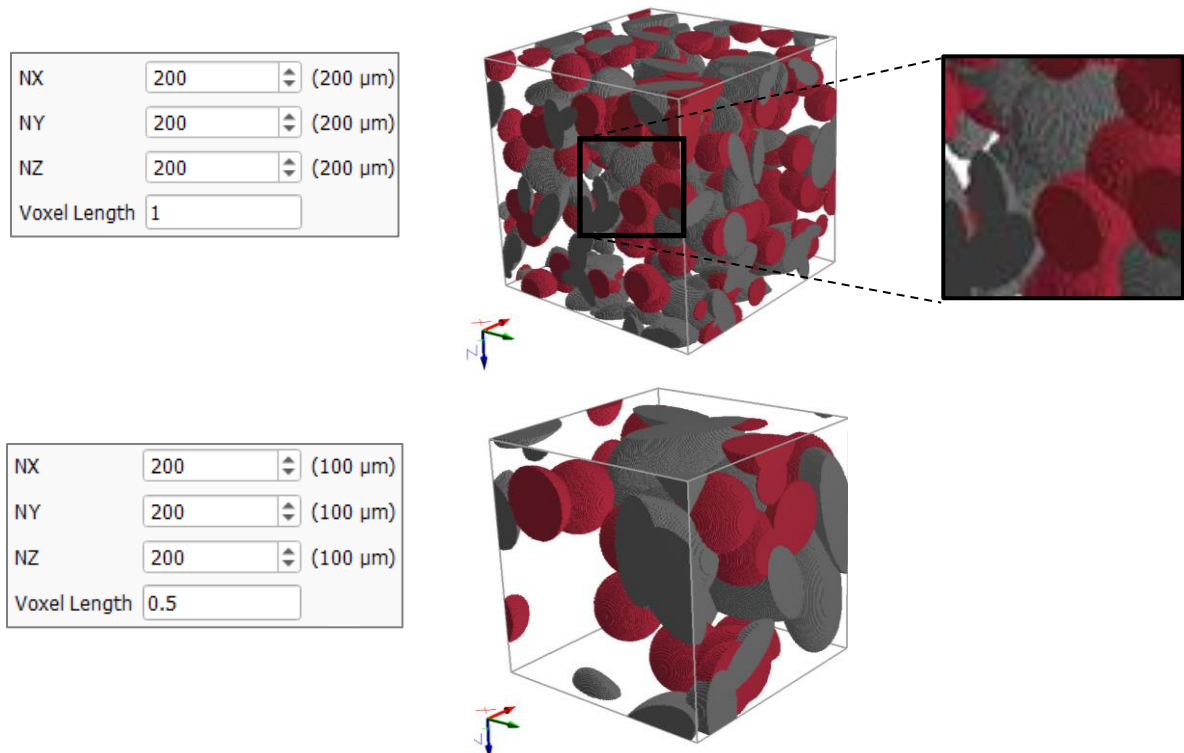 NX 200 (200 µm)
NY 200 (200 µm)
NZ 200 (200 µm)
Voxel Length 1
X
Z
NX 200 (100 µm)
NY 200 (100 µm)
NZ 200 (100 µm)
Voxel Length 0.5
X
Z